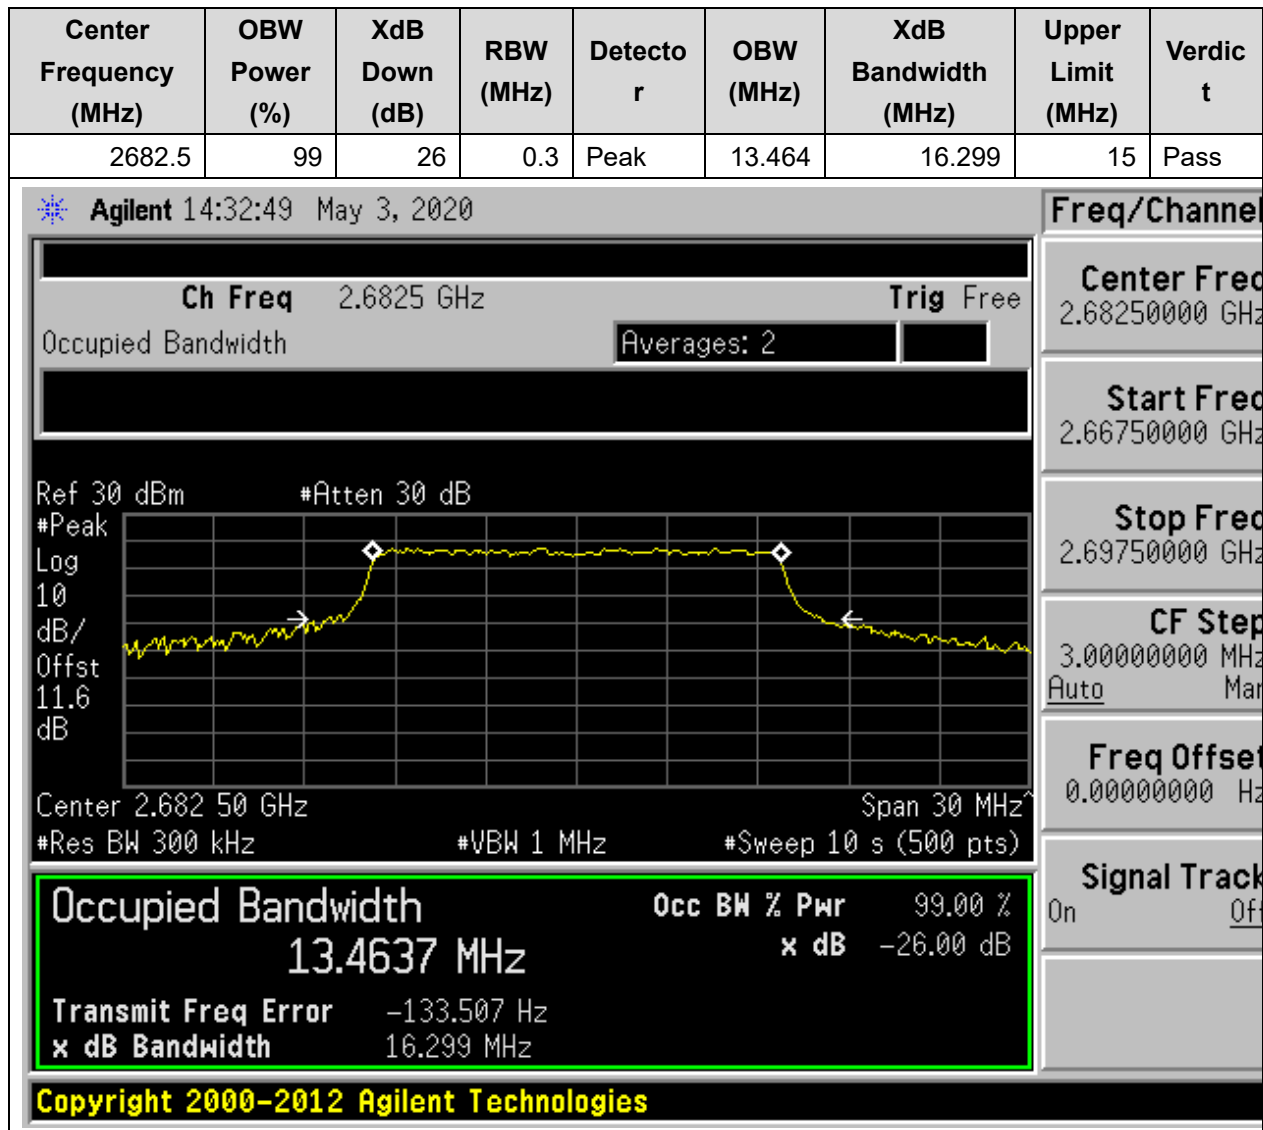 Center Frequency (MHz) OBW Power (%) XdB Down (dB) RBW (MHz) Detector OBW (MHz) XdB Bandwidth (MHz) Upper Limit (MHz) Verdict
2682.5 99 26 0.3 Peak 13.464 16.299 15 Pass
Agilent 14:32:49 May 3, 2020
Freq/Channel
Ch Freq 2.6825 GHz Trig Free
Occupied Bandwidth Averages: 2
Center Freq
2.68250000 GHz
Start Freq
2.66750000 GHz
Stop Freq
2.69750000 GHz
CF Step
3.00000000 MHz
Auto Man
Freq Offset
0.00000000 Hz
Signal Track
On Off
Ref 30 dBm #Atten 30 dB
#Peak
Log
10
dB/
Offst
11.6
dB
Center 2.682 50 GHz Span 30 MHz^
#Res BW 300 kHz #VBW 1 MHz #Sweep 10 s (500 pts)
Occupied Bandwidth Occ BW % Pwr 99.00 %
13.4637 MHz x dB -26.00 dB
Transmit Freq Error -133.507 Hz
x dB Bandwidth 16.299 MHz
Copyright 2000-2012 Agilent Technologies